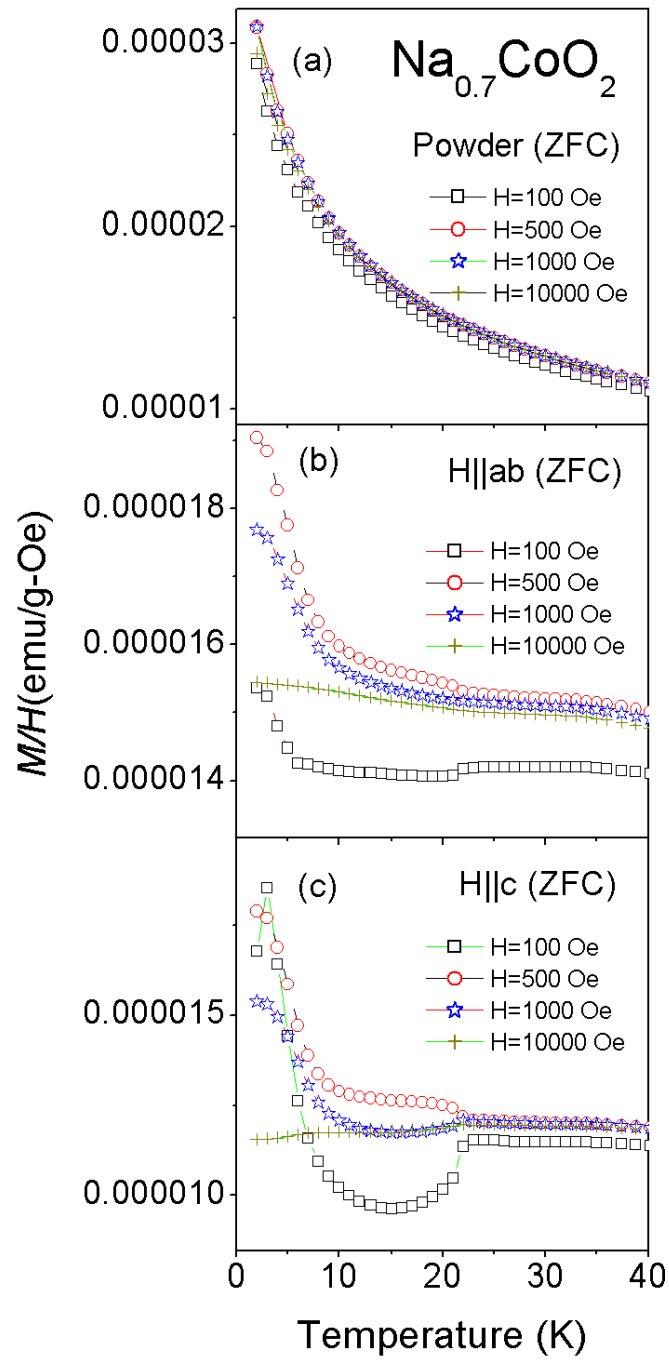 0.00003
(a)
Na0.7CoO2
Powder (ZFC)
H=100 Oe
H=500 Oe
H=1000 Oe
H=10000 Oe
0.00002
0.00001
(b)
H||ab (ZFC)
0.000018
H=100 Oe
H=500 Oe
H=1000 Oe
H=10000 Oe
0.000016
0.000014
M/H(emu/g-Oe)
(c)
H||c (ZFC)
H=100 Oe
H=500 Oe
H=1000 Oe
H=10000 Oe
0.000015
0.000010
0 10 20 30 40
Temperature (K)